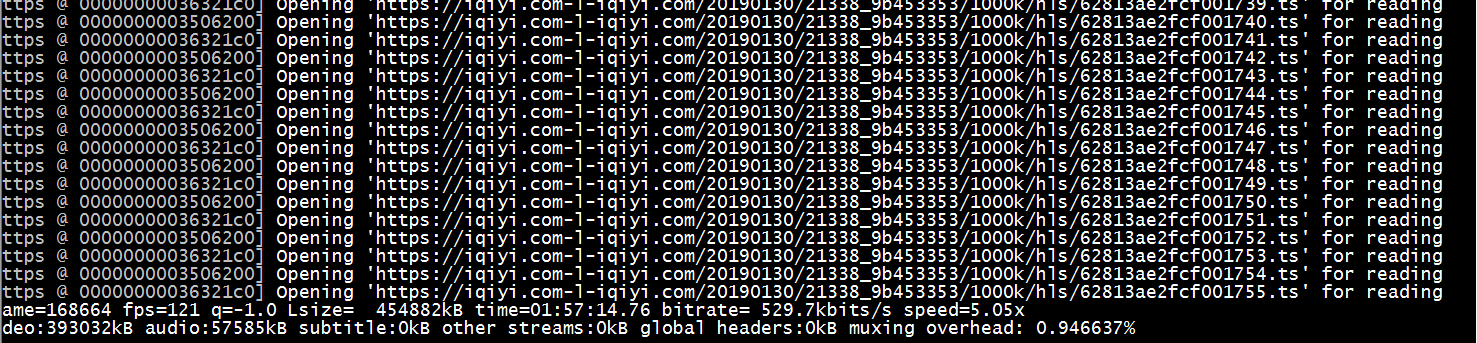 ttps @ 00000000036321c0] Opening 'https://iqiyi.com-l-iqiyi.com/20190130/21338_9b453353/1000k/hls/62813ae2fcf001739.ts' for reading
ttps @ 0000000003506200] Opening 'https://iqiyi.com-l-iqiyi.com/20190130/21338_9b453353/1000k/hls/62813ae2fcf001740.ts' for reading
ttps @ 00000000036321c0] Opening 'https://iqiyi.com-l-iqiyi.com/20190130/21338_9b453353/1000k/hls/62813ae2fcf001741.ts' for reading
ttps @ 0000000003506200] Opening 'https://iqiyi.com-l-iqiyi.com/20190130/21338_9b453353/1000k/hls/62813ae2fcf001742.ts' for reading
ttps @ 00000000036321c0] Opening 'https://iqiyi.com-l-iqiyi.com/20190130/21338_9b453353/1000k/hls/62813ae2fcf001743.ts' for reading
ttps @ 0000000003506200] Opening 'https://iqiyi.com-l-iqiyi.com/20190130/21338_9b453353/1000k/hls/62813ae2fcf001744.ts' for reading
ttps @ 00000000036321c0] Opening 'https://iqiyi.com-l-iqiyi.com/20190130/21338_9b453353/1000k/hls/62813ae2fcf001745.ts' for reading
ttps @ 0000000003506200] Opening 'https://iqiyi.com-l-iqiyi.com/20190130/21338_9b453353/1000k/hls/62813ae2fcf001746.ts' for reading
ttps @ 00000000036321c0] Opening 'https://iqiyi.com-l-iqiyi.com/20190130/21338_9b453353/1000k/hls/62813ae2fcf001747.ts' for reading
ttps @ 0000000003506200] Opening 'https://iqiyi.com-l-iqiyi.com/20190130/21338_9b453353/1000k/hls/62813ae2fcf001748.ts' for reading
ttps @ 00000000036321c0] Opening 'https://iqiyi.com-l-iqiyi.com/20190130/21338_9b453353/1000k/hls/62813ae2fcf001749.ts' for reading
ttps @ 0000000003506200] Opening 'https://iqiyi.com-l-iqiyi.com/20190130/21338_9b453353/1000k/hls/62813ae2fcf001750.ts' for reading
ttps @ 00000000036321c0] Opening 'https://iqiyi.com-l-iqiyi.com/20190130/21338_9b453353/1000k/hls/62813ae2fcf001751.ts' for reading
ttps @ 0000000003506200] Opening 'https://iqiyi.com-l-iqiyi.com/20190130/21338_9b453353/1000k/hls/62813ae2fcf001752.ts' for reading
ttps @ 00000000036321c0] Opening 'https://iqiyi.com-l-iqiyi.com/20190130/21338_9b453353/1000k/hls/62813ae2fcf001753.ts' for reading
ttps @ 0000000003506200] Opening 'https://iqiyi.com-l-iqiyi.com/20190130/21338_9b453353/1000k/hls/62813ae2fcf001754.ts' for reading
ttps @ 00000000036321c0] Opening 'https://iqiyi.com-l-iqiyi.com/20190130/21338_9b453353/1000k/hls/62813ae2fcf001755.ts' for reading
ame=168664 fps=121 q=-1.0 Lsize=  454882kB time=01:57:14.76 bitrate= 529.7kbits/s speed=5.05x
deo:393032kB audio:57585kB subtitle:0kB other streams:0kB global headers:0kB muxing overhead: 0.946637%